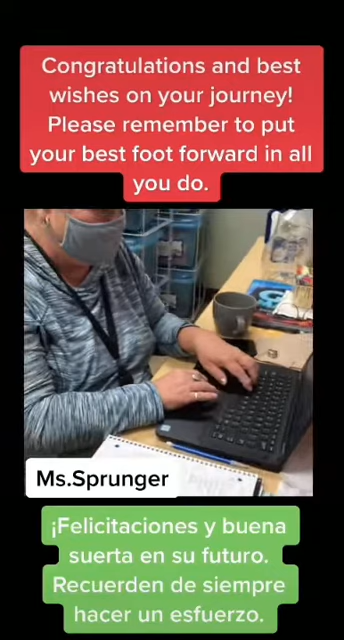 Congratulations and best
wishes on your journey!
Please remember to put
your best foot forward in all
you do.
Ms.Sprunger
¡Felicitaciones y buena
suerta en su futuro.
Recuerden de siempre
hacer un esfuerzo.